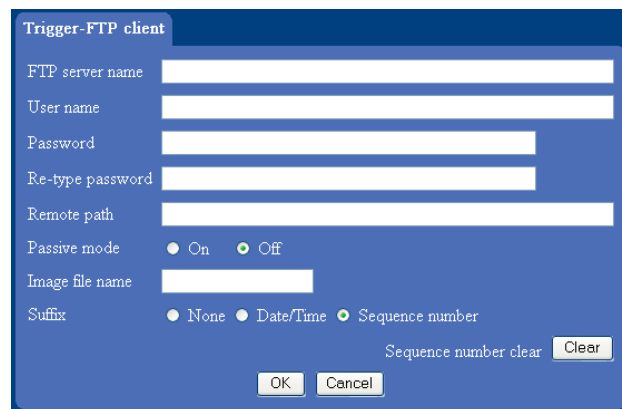 Trigger-FTP client
FTP server name
User name
Password
Re-type password
Remote path
Passive mode On Off
Image file name
Suffix None Date/Time Sequence number
Sequence number clear Clear
OK Cancel